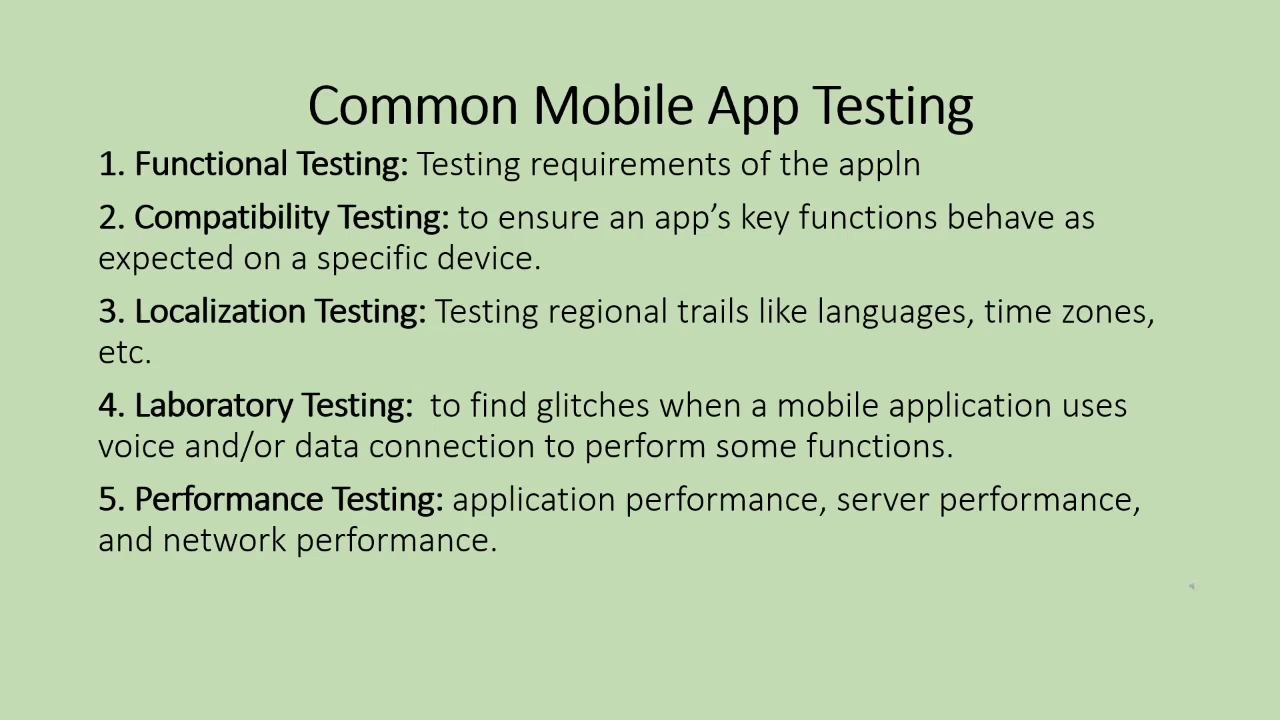 Common Mobile App Testing
1. Functional Testing: Testing requirements of the appln
2. Compatibility Testing: to ensure an app’s key functions behave as
expected on a specific device.
3. Localization Testing: Testing regional trails like languages, time zones,
etc.
4. Laboratory Testing:  to find glitches when a mobile application uses
voice and/or data connection to perform some functions.
5. Performance Testing: application performance, server performance,
and network performance.